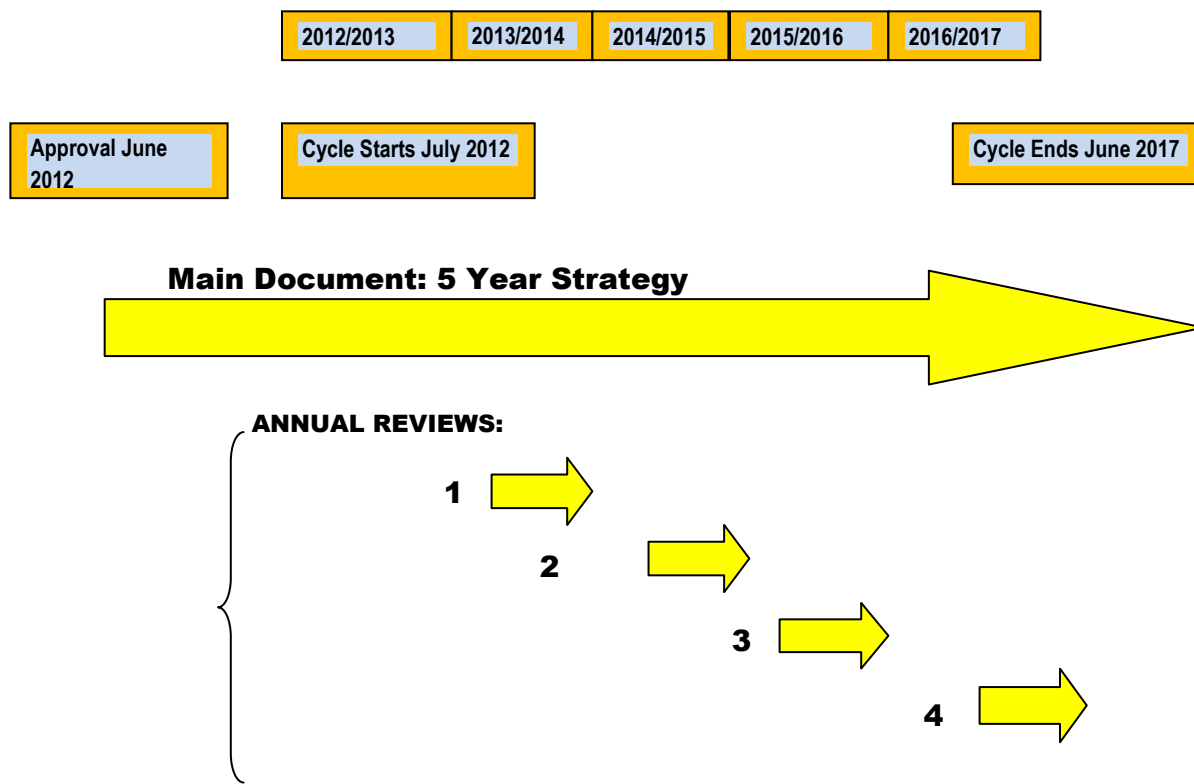 2012/2013 2013/2014 2014/2015 2015/2016 2016/2017
Approval June
2012
Cycle Starts July 2012
Cycle Ends June 2017
Main Document: 5 Year Strategy
ANNUAL REVIEWS:
1
2
3
4